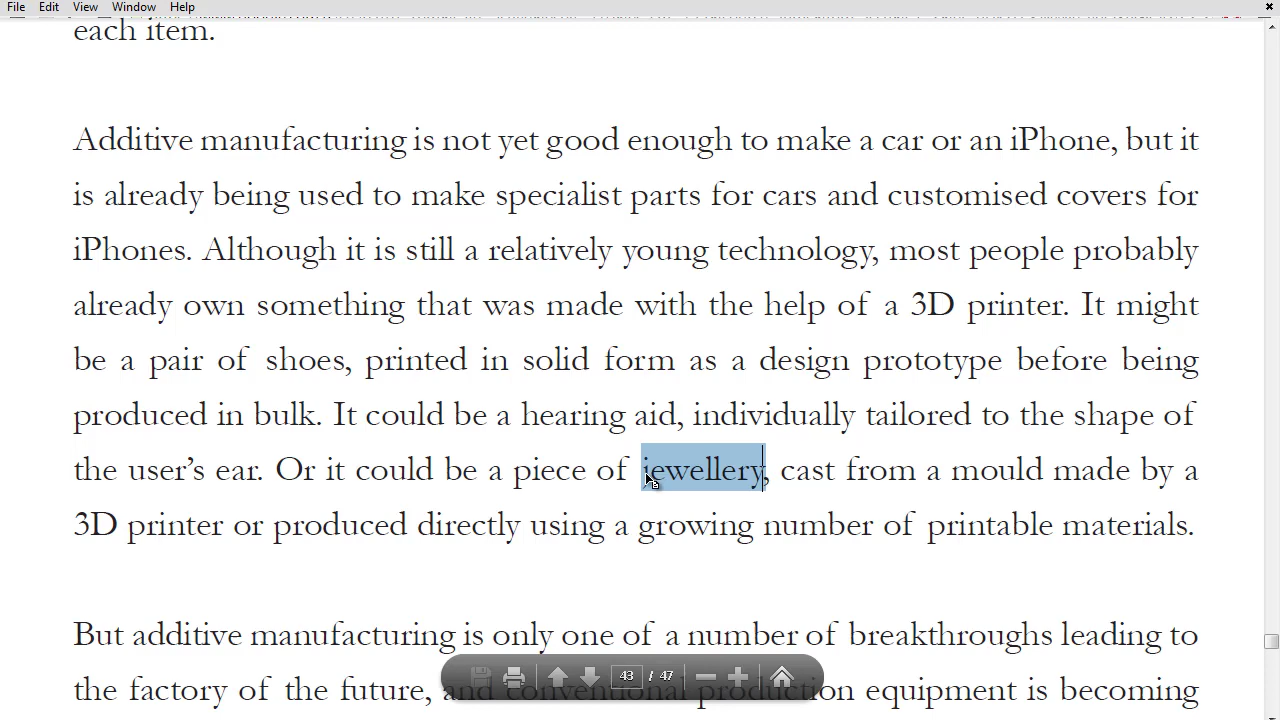 File Edit View Window Help
each item.
Additive manufacturing is not yet good enough to make a car or an iPhone, but it
is already being used to make specialist parts for cars and customised covers for
iPhones. Although it is still a relatively young technology, most people probably
already own something that was made with the help of a 3D printer. It might
be a pair of shoes, printed in solid form as a design prototype before being
produced in bulk. It could be a hearing aid, individually tailored to the shape of
the user’s ear. Or it could be a piece of jewellery, cast from a mould made by a
3D printer or produced directly using a growing number of printable materials.
But additive manufacturing is only one of a number of breakthroughs leading to
the factory of the future, and conventional production equipment is becoming
43 / 47